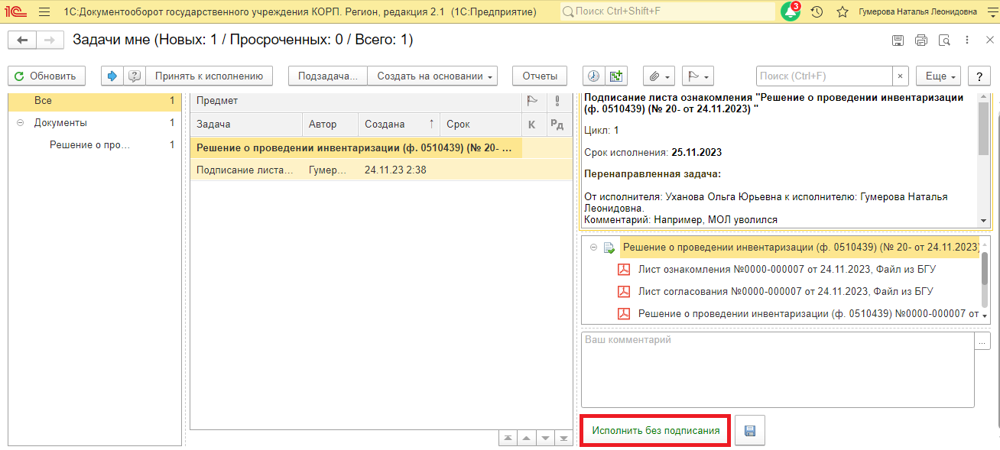 1С:Документооборот государственного учреждения КОРП. Регион, редакция 2.1 (1С:Предприятие)
Поиск Ctrl+Shift+F
3
Гумерова Наталья Леонидовна
Задачи мне (Новых: 1 / Просроченных: 0 / Всего: 1)
Обновить
Принять к исполнению
Подзадача...
Создать на основании
Отчеты
Поиск (Ctrl+F)
×
Еще
?
Все 1
Документы 1
Решение о про... 1
Предмет
Задача Автор Создана ↑ Срок К Рд
Решение о проведении инвентаризации (ф. 0510439) (№ 20- ...
Подписание листа... Гумер... 24.11.23 2:38
Подписание листа ознакомления "Решение о проведении инвентаризации
(ф. 0510439) (№ 20- от 24.11.2023) "
Цикл: 1
Срок исполнения: 25.11.2023
Перенаправленная задача:
От исполнителя: Уханова Ольга Юрьевна к исполнителю: Гумерова Наталья
Леонидовна.
Комментарий: Например, МОЛ уволился
Решение о проведении инвентаризации (ф. 0510439) (№ 20- от 24.11.2023)
Лист ознакомления №0000-000007 от 24.11.2023, Файл из БГУ
Лист согласования №0000-000007 от 24.11.2023, Файл из БГУ
Решение о проведении инвентаризации (ф. 0510439) №0000-000007 от
Ваш комментарий
...
Исполнить без подписания